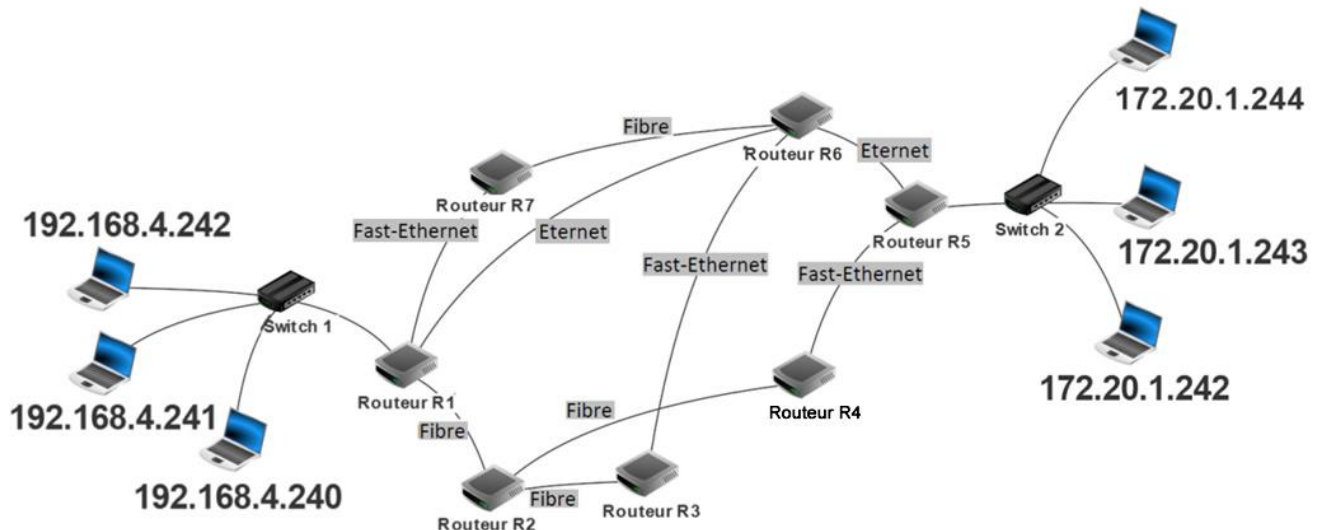 172.20.1.244
Fibre
Routeur R6
Eternet
Routeur R7
172.20.1.243
192.168.4.242
Fast-Ethernet
Eternet
Routeur R5
Switch 2
Fast-Ethernet
Fast-Ethernet
Switch 1
172.20.1.242
192.168.4.241
Routeur R1
Fibre
Routeur R4
Fibre
192.168.4.240
Fibre
Routeur R3
Routeur R2